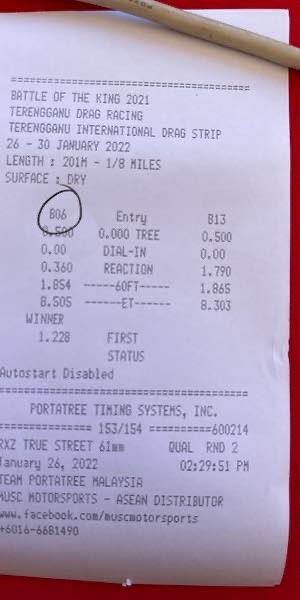 ==================================
BATTLE OF THE KING 2021
TERENGGANU DRAG RACING
TERENGGANU INTERNATIONAL DRAG STRIP
26 - 30 JANUARY 2022
LENGTH : 201M - 1/8 MILES
SURFACE : DRY
B06 Entry B13
0.500 0.000 TREE 0.500
0.00 DIAL-IN 0.00
0.360 REACTION 1.790
1.854 -----60FT----- 1.865
8.505 ------ET------ 8.303
WINNER
1.228 FIRST
STATUS
Autostart Disabled
==================================
PORTATREE TIMING SYSTEMS, INC.
============== 153/154 ==========600214
RXZ TRUE STREET 61mm QUAL RND 2
January 26, 2022 02:29:51 PM
TEAM PORTATREE MALAYSIA
MUSC MOTORSPORTS - ASEAN DISTRIBUTOR
www.facebook.com/muscmotorsports
+6016-6681490